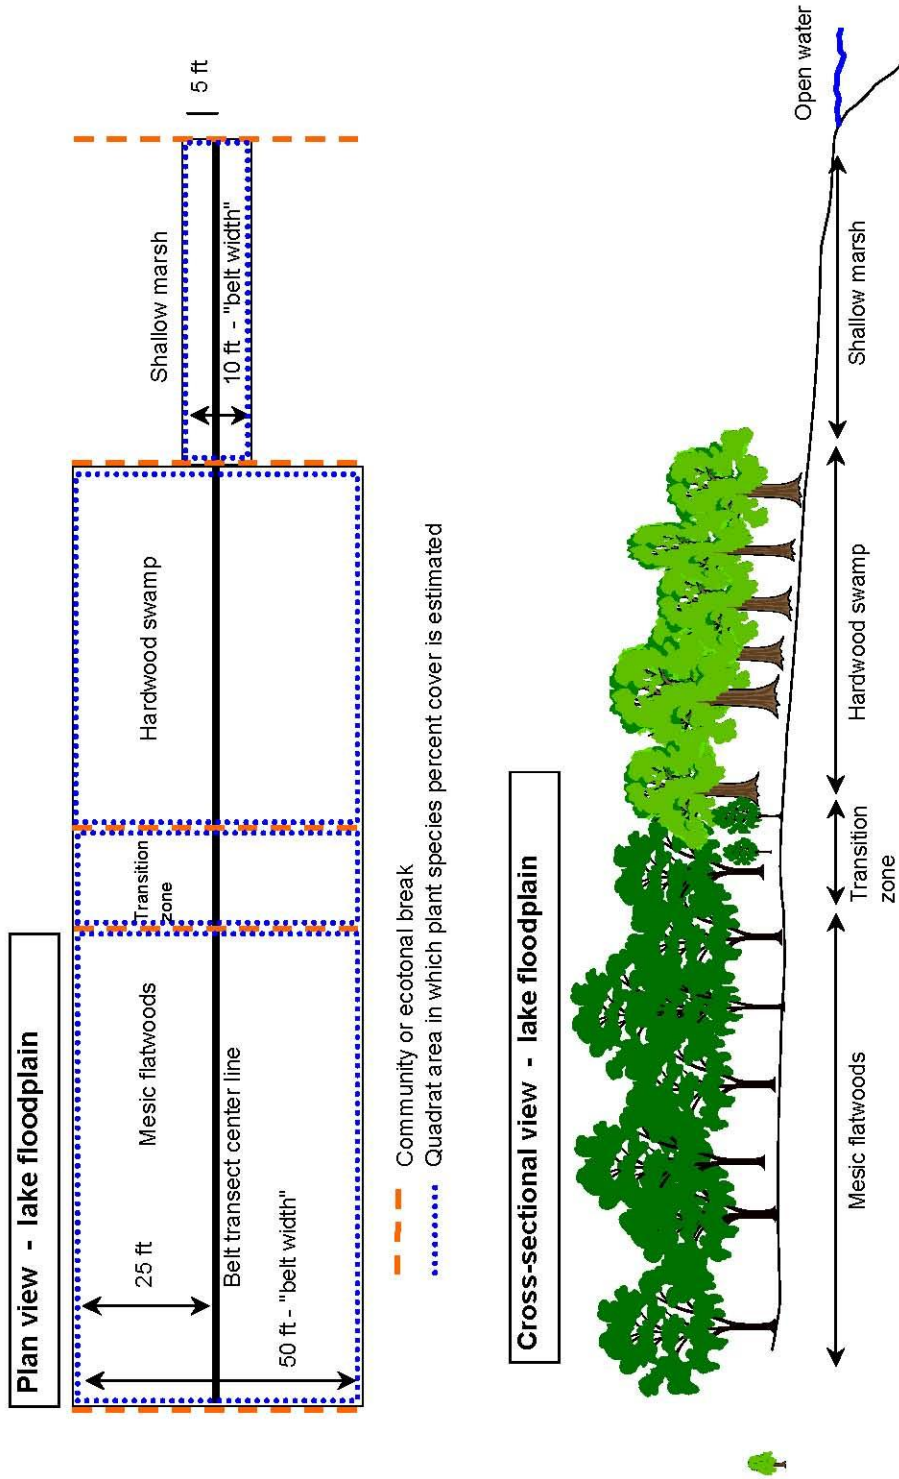 Plan view - lake floodplain
25 ft
Mesic flatwoods
Transition
zone
Hardwood swamp
Shallow marsh
5 ft
Belt transect center line
50 ft - "belt width"
10 ft - "belt width"
Community or ecotonal break
Quadrat area in which plant species percent cover is estimated
Cross-sectional view - lake floodplain
Open water
Mesic flatwoods
Transition
zone
Hardwood swamp
Shallow marsh